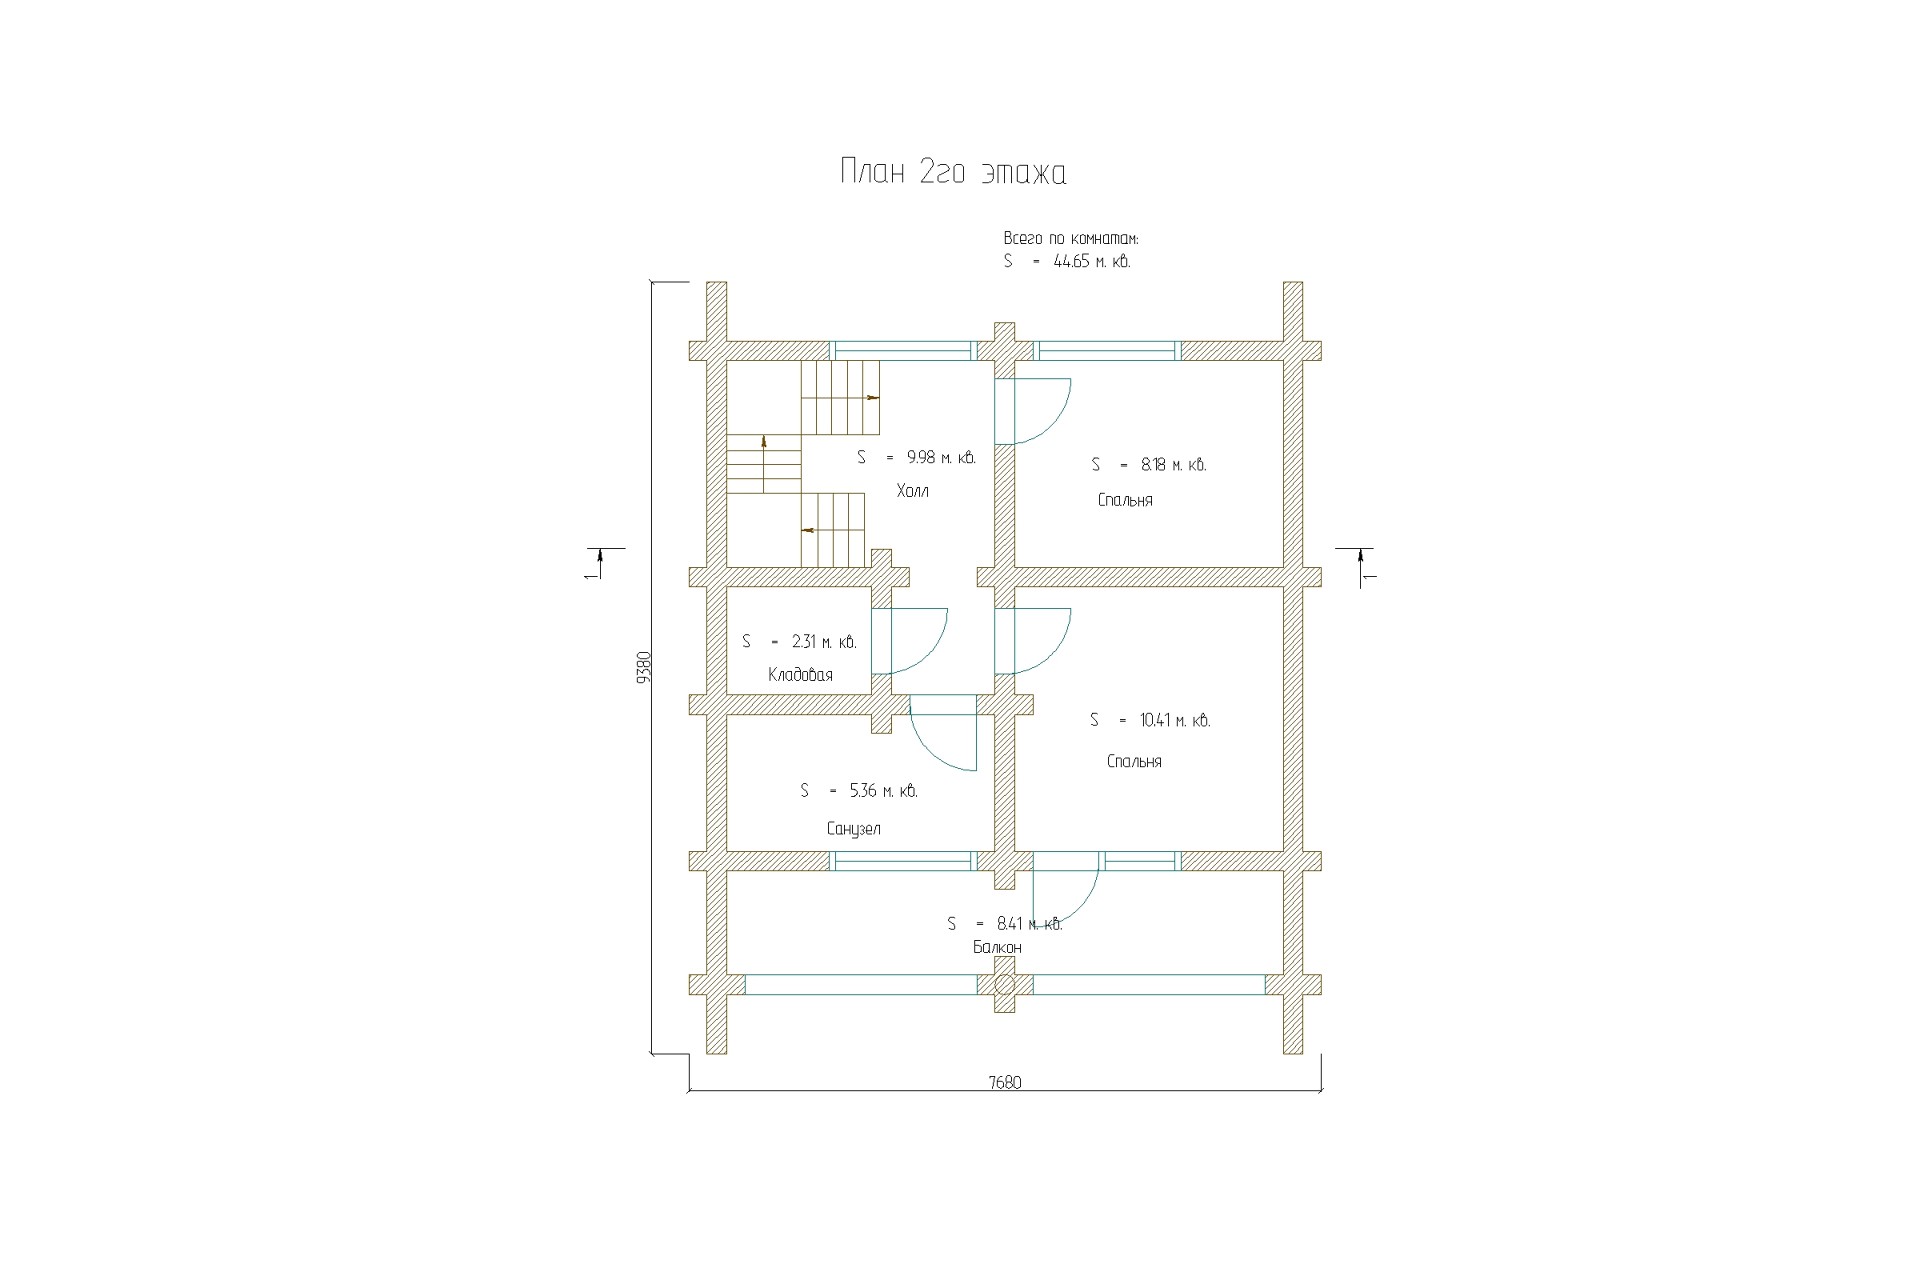 План 2го этажа
Всего по комнатам:
S = 44.65 м. кв.
S = 9.98 м. кв.
Холл
S = 8.18 м. кв.
Спальня
1
1
S = 2.31 м. кв.
Кладовая
9380
S = 10.41 м. кв.
Спальня
S = 5.36 м. кв.
Санузел
S = 8.41 м. кв.
Балкон
7680